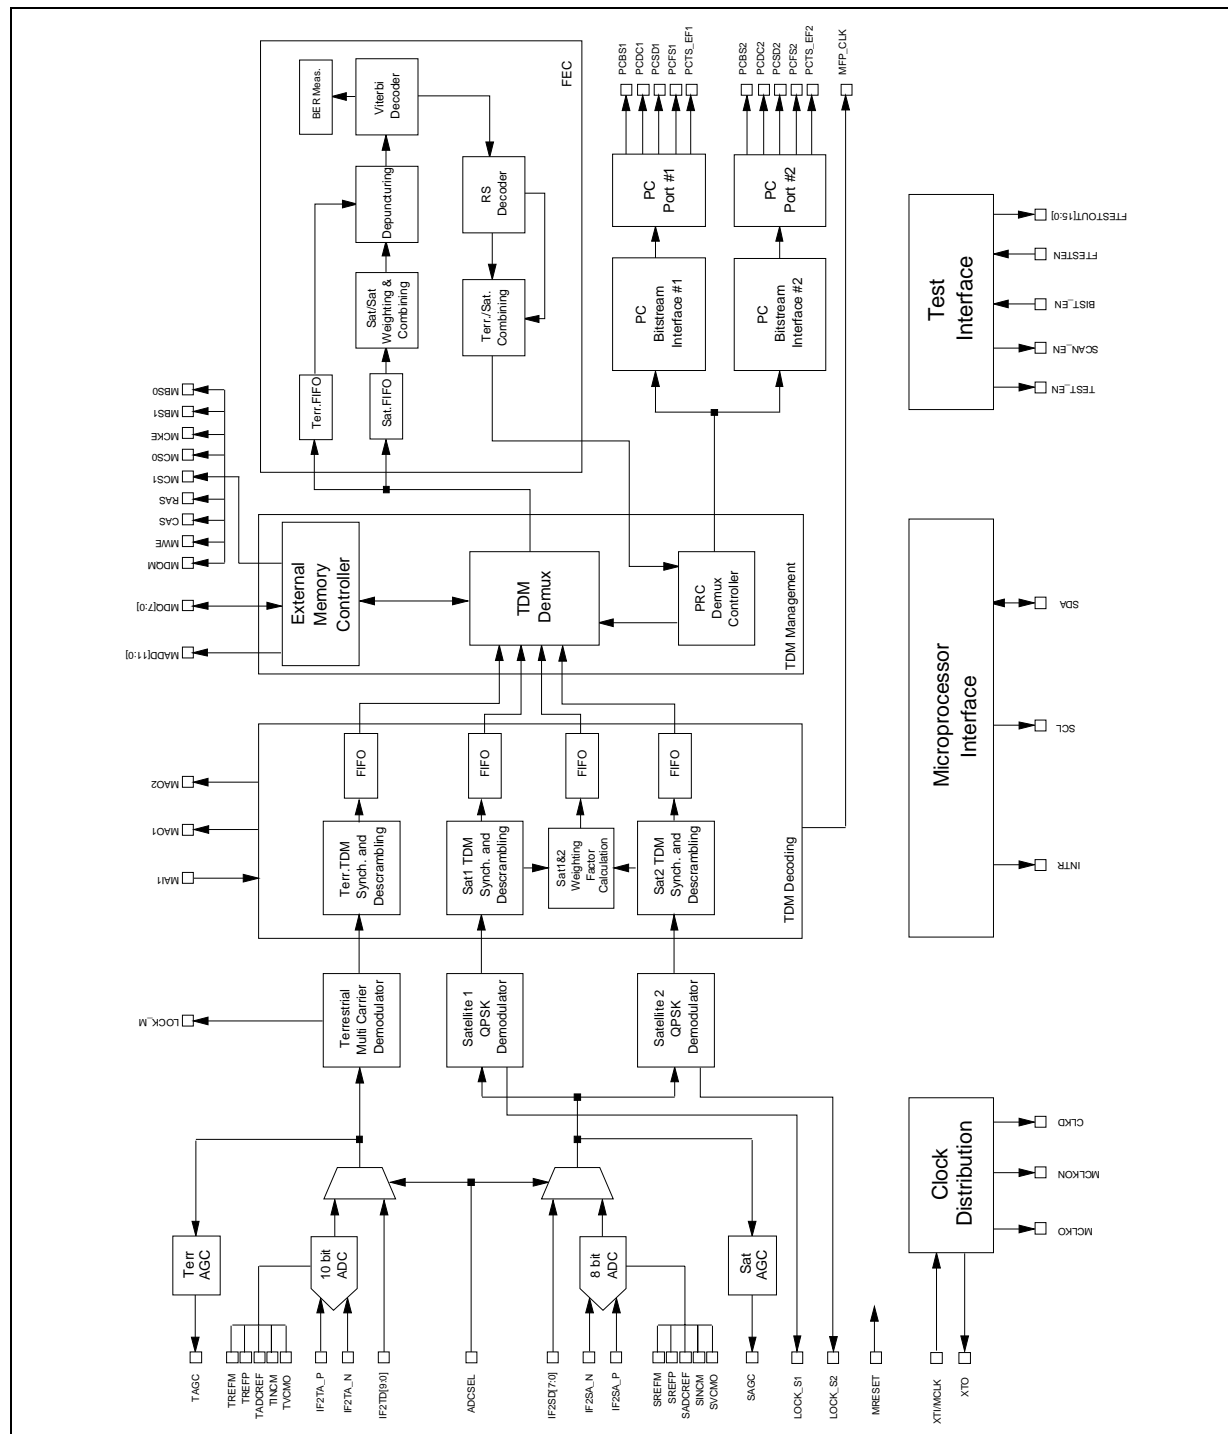 PCBS1
PCDC1
PCSD1
PCFS1
PCTS_EF1
PCBS2
PCDC2
PCSD2
PCFS2
PCTS_EF2
MFP_CLK
FEC
BER Meas.
Viterbi
Decoder
Depuncturing
RS
Decoder
Sat/Sat
Weighting &
Combining
Terr./Sat.
Combining
Terr.FIFO
Sat.FIFO
PC
Port #1
PC
Port #2
PC
Bitstream
Interface #1
PC
Bitstream
Interface #2
Test
Interface
FTESTOUT[15:0]
FTESTEN
BIST_EN
SCAN_EN
TEST_EN
MBS0
MBS1
MCKE
MCS0
MCS1
RAS
CAS
MWE
MDQM
MDQ[7:0]
MADD[11:0]
External
Memory
Controller
TDM
Demux
PRC
Demux
Controller
TDM Management
Microprocessor
Interface
SDA
SCL
INTR
MAO2
MAO1
MAI1
FIFO
FIFO
FIFO
FIFO
Terr.TDM
Synch. and
Descrambling
Sat1 TDM
Synch. and
Descrambling
Sat1&2
Weighting
Factor
Calculation
Sat2 TDM
Synch. and
Descrambling
TDM Decoding
LOCK_M
Terrestrial
Multi Carrier
Demodulator
Satellite 1
QPSK
Demodulator
Satellite 2
QPSK
Demodulator
Clock
Distribution
CLKD
MCLKON
MCLKO
Terr
AGC
10 bit
ADC
8 bit
ADC
Sat
AGC
TAGC
TREFM
TREFP
TADCREF
TINCM
TVCMO
IF2TA_P
IF2TA_N
IF2TD[9:0]
ADCSEL
IF2SD[7:0]
IF2SA_N
IF2SA_P
SREFM
SREFP
SADCREF
SINCM
SVCMO
SAGC
LOCK_S1
LOCK_S2
MRESET
XTI/MCLK
XTO